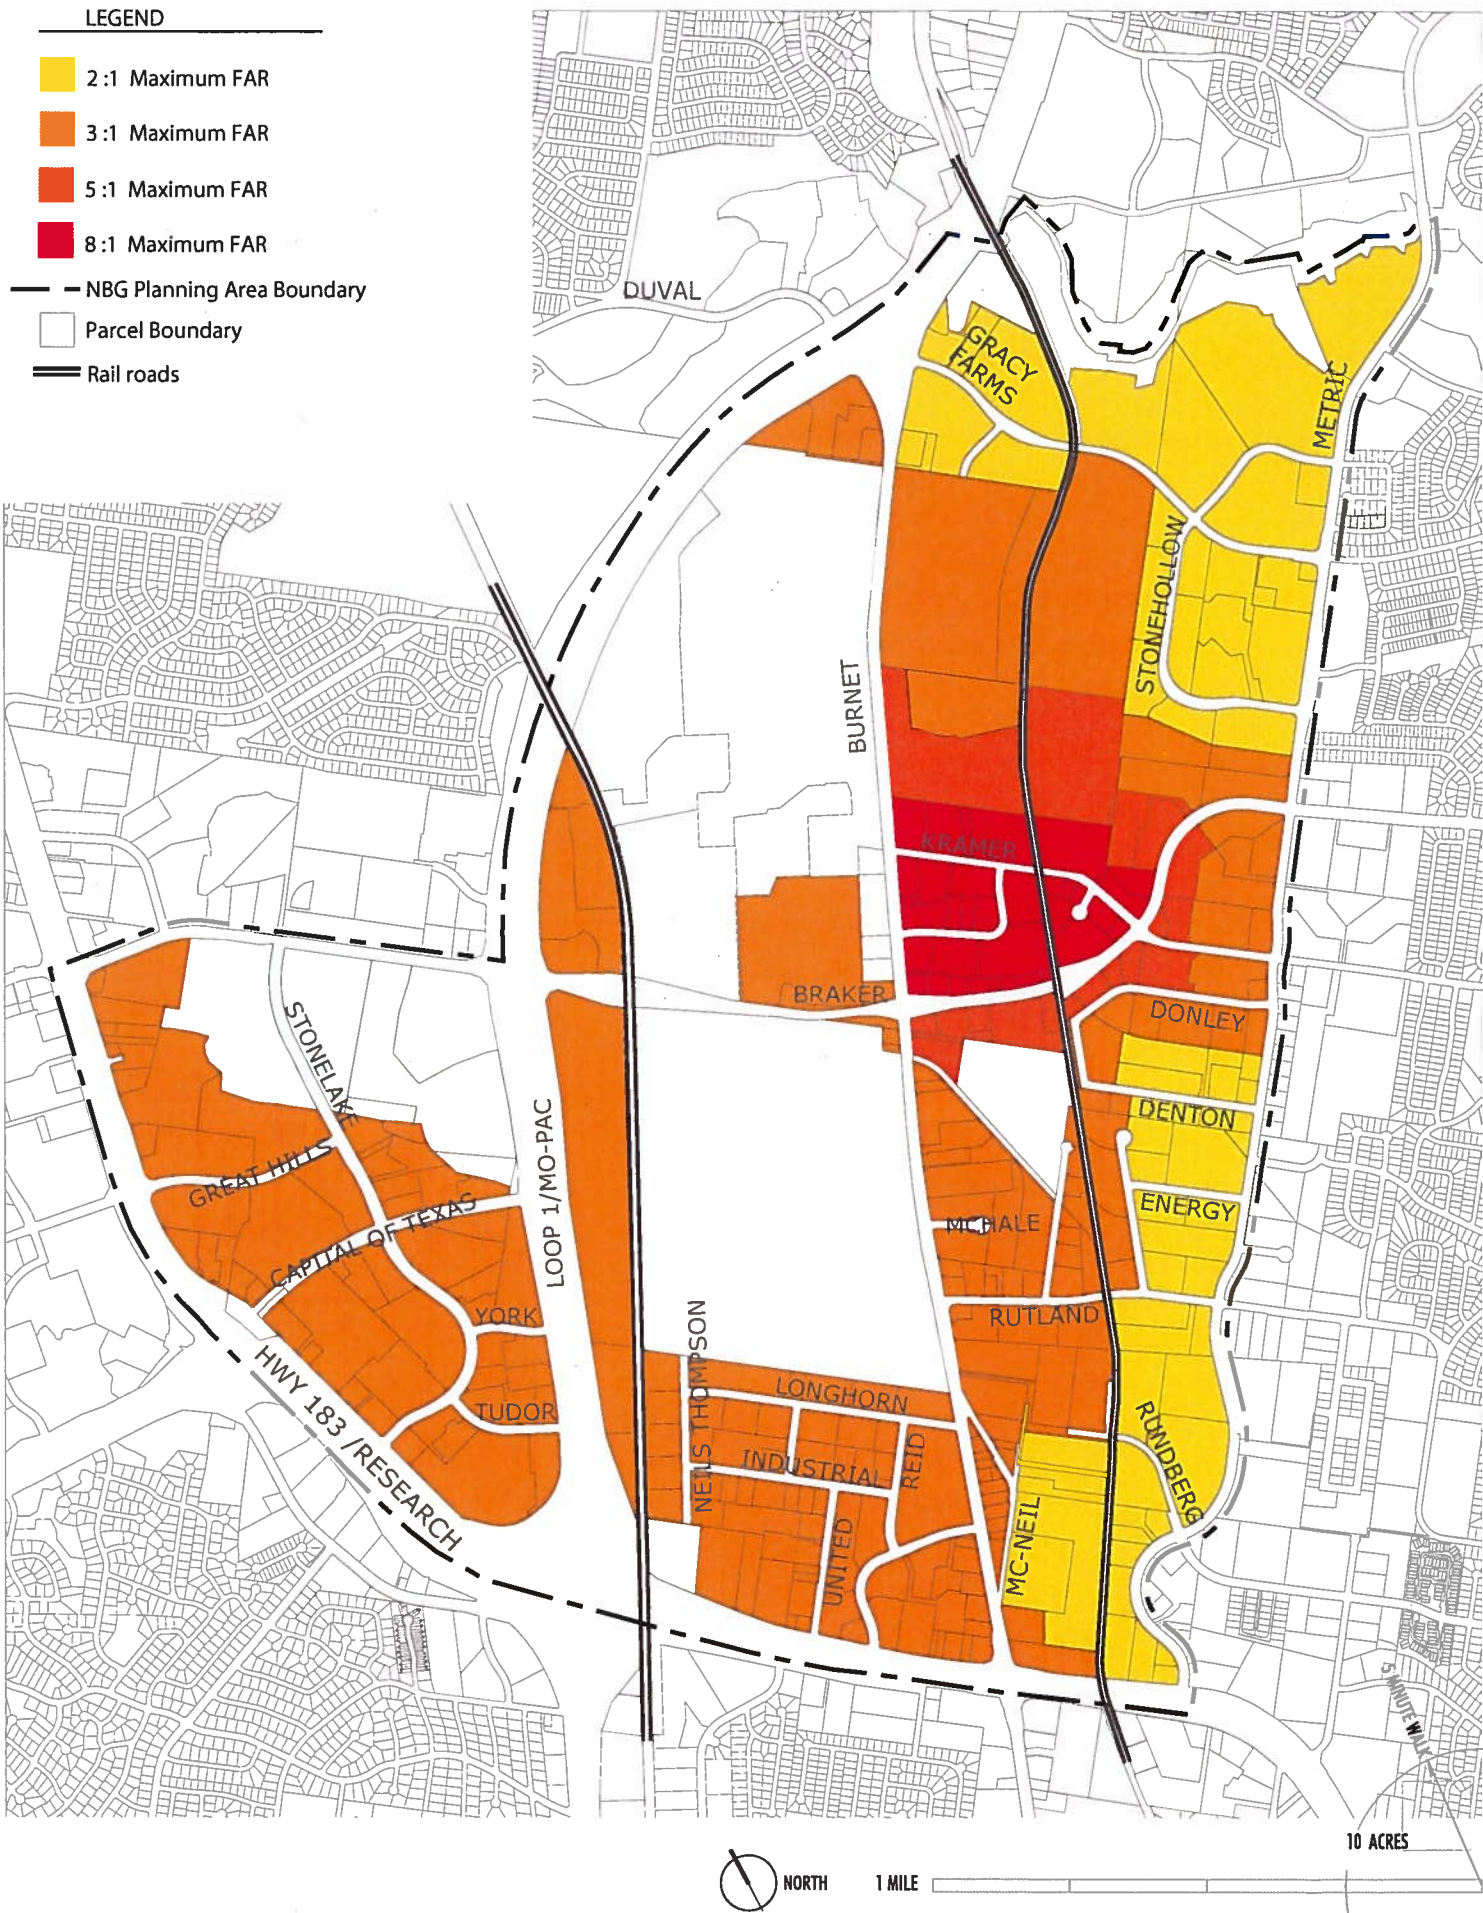 LEGEND
2 :1 Maximum FAR
3 :1 Maximum FAR
5 :1 Maximum FAR
8 :1 Maximum FAR
NBG Planning Area Boundary
Parcel Boundary
Rail roads
DUVAL
GRACY
FARMS
METRIC
STONEHOLLOW
BURNET
KRAMER
BRAKER
DONLEY
STONELAKE
DENTON
LOOP 1/MO-PAC
GREAT HILLS
ENERGY
CAPITAL OF TEXAS
MCHALE
YORK
RUTLAND
NEILS THOMPSON
HWY 183 /RESEARCH
LONGHORN
TUDOR
REID
RUNDBERG
INDUSTRIAL
UNITED
MC-NEIL
5 MINUTE WALK
10 ACRES
NORTH
1 MILE